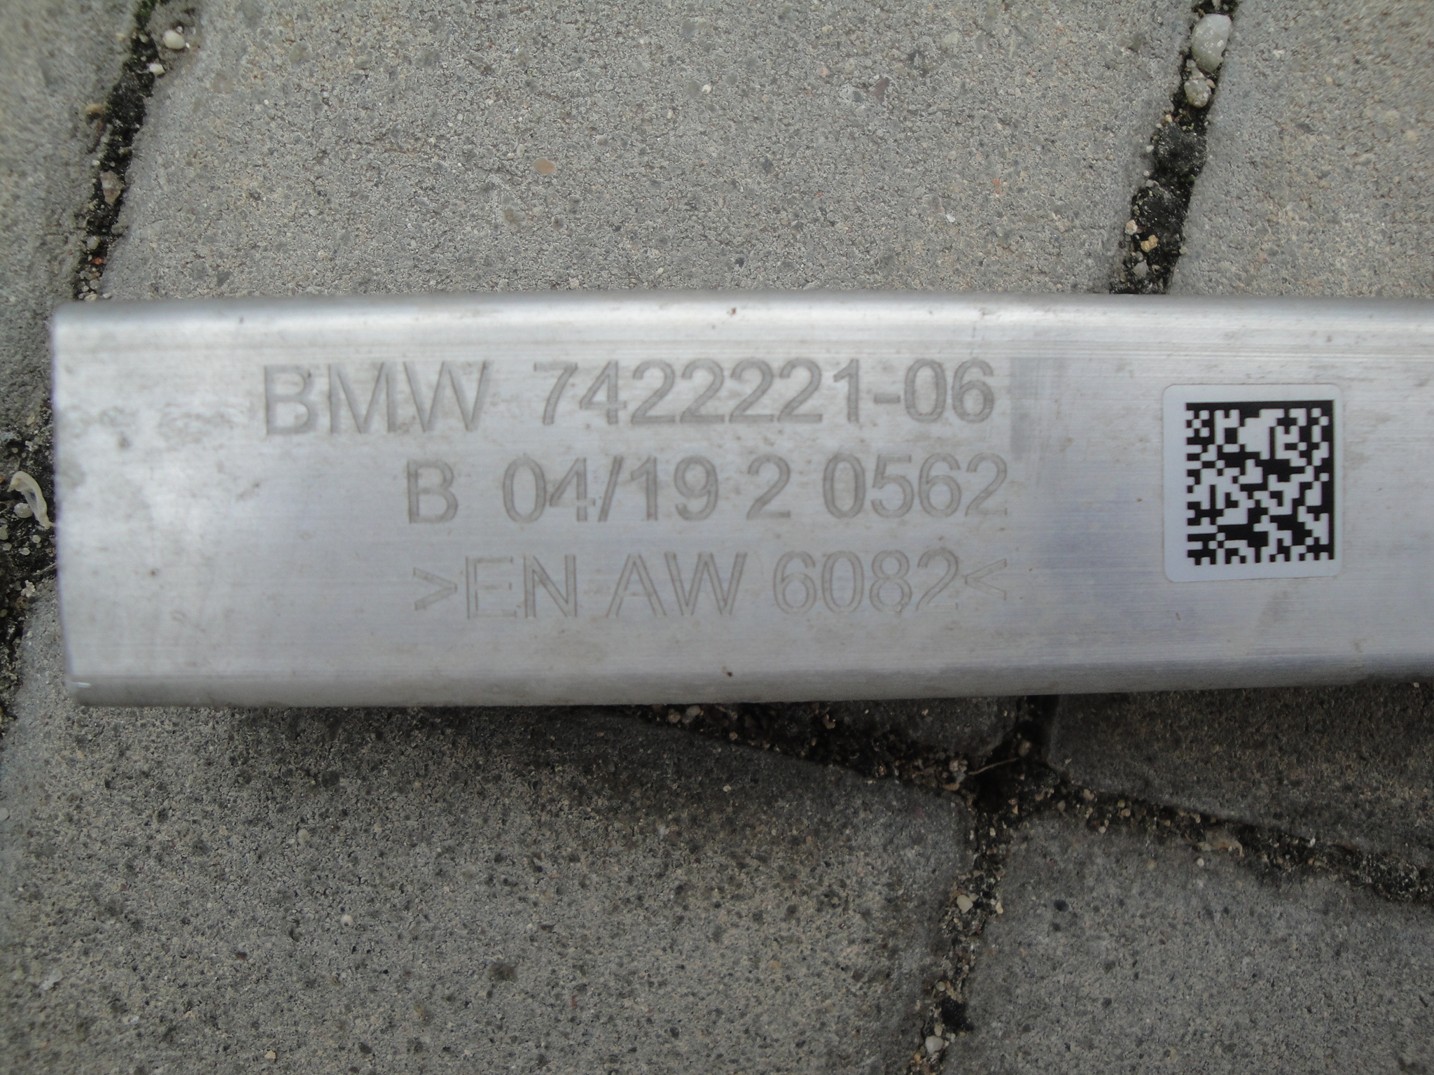 BMW 7422221-06
B 04/19 2 0562
>EN AW 6082<